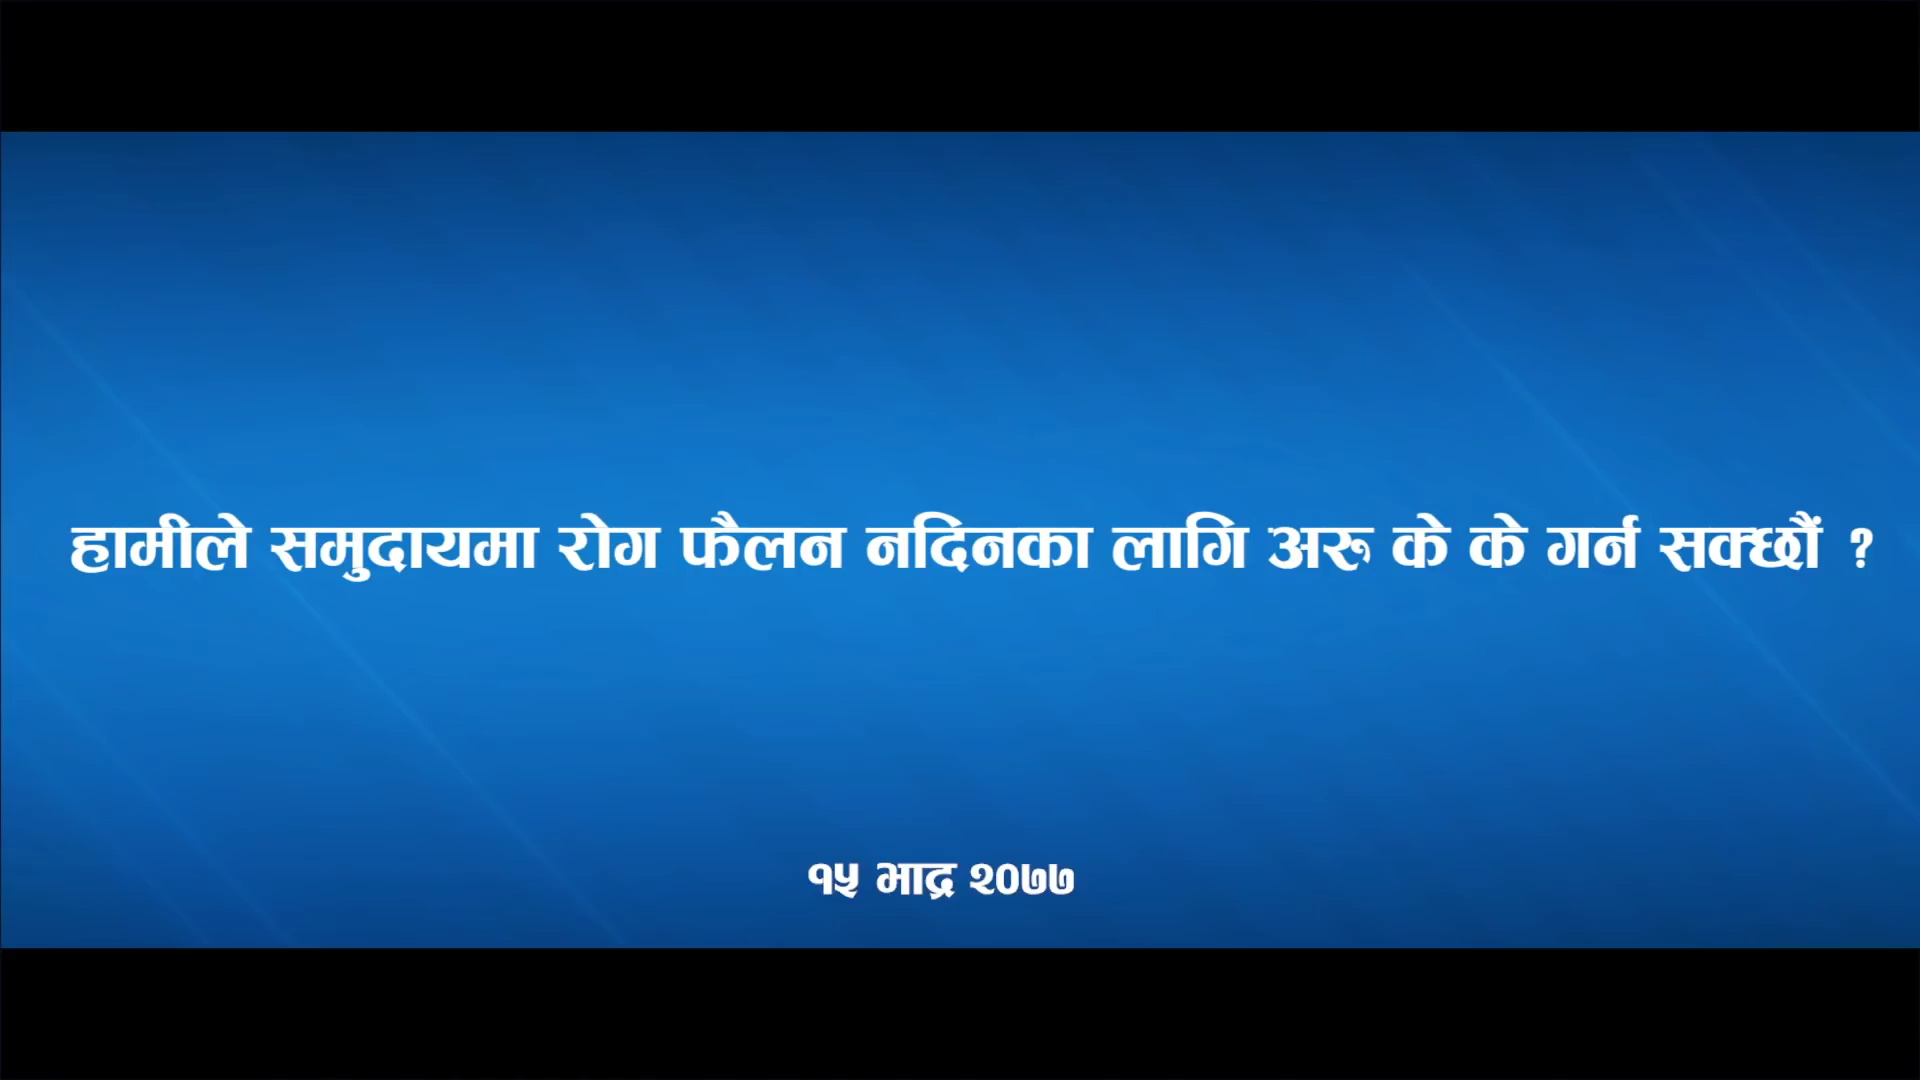 हामीले समुदायमा रोग फैलन नदिनका लागि अरु के के गर्न सक्छौं ?
१५ भाद्र २०७७